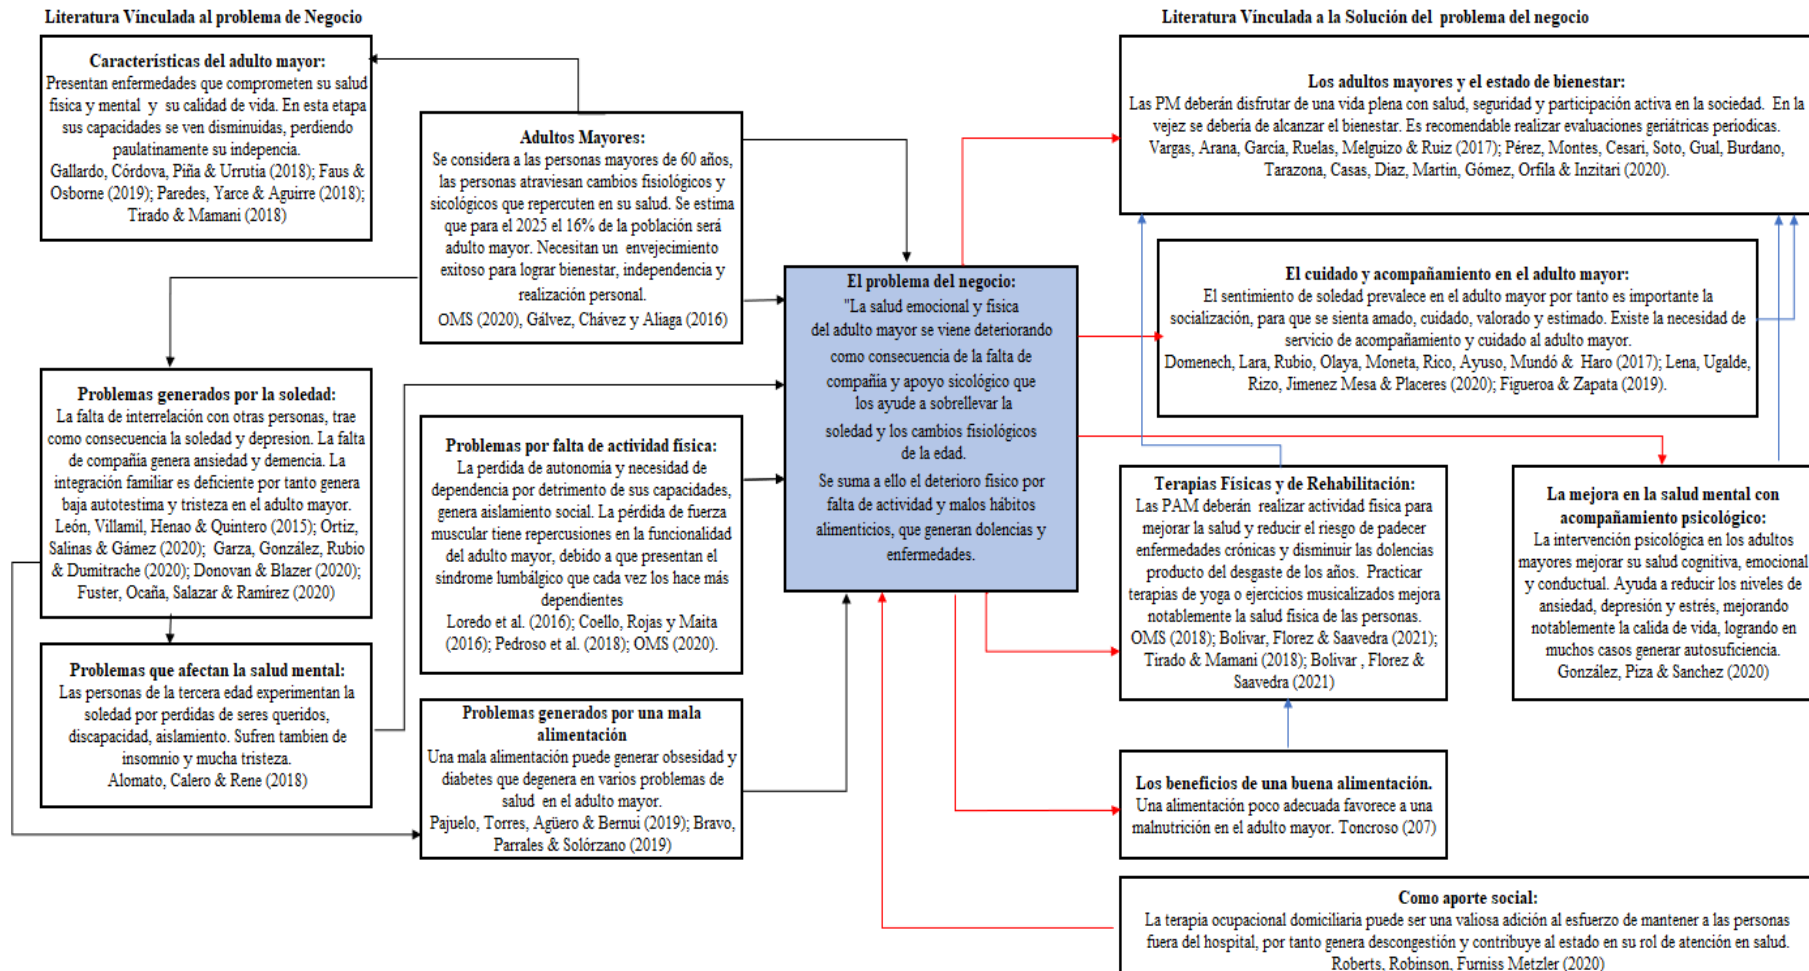 Literatura Vinculada al problema de Negocio
Características del adulto mayor:
Presentan enfermedades que comprometen su salud
fisica y mental y su calidad de vida. En esta etapa
sus capacidades se ven disminuidas, perdiendo
paulatinamente su indepencia.
Gallardo, Córdova, Piña & Urrutia (2018); Faus &
Osborne (2019); Paredes, Yarce & Aguirre (2018);
Tirado & Mamani (2018)
Adultos Mayores:
Se considera a las personas mayores de 60 años,
las personas atraviesan cambios fisiológicos y
sicológicos que repercuten en su salud. Se estima
que para el 2025 el 16% de la población será
adulto mayor. Necesitan un envejecimiento
exitoso para lograr bienestar, independencia y
realización personal.
OMS (2020), Gálvez, Chávez y Aliaga (2016)
Problemas generados por la soledad:
La falta de interrelación con otras personas, trae
como consecuencia la soledad y depresion. La falta
de compañía genera ansiedad y demencia. La
integración familiar es deficiente por tanto genera
baja autotestima y tristeza en el adulto mayor.
León, Villamil, Henao & Quintero (2015); Ortiz,
Salinas & Gámez (2020); Garza, González, Rubio
& Dumitrache (2020); Donovan & Blazer (2020);
Fuster, Ocaña, Salazar & Ramírez (2020)
Problemas que afectan la salud mental:
Las personas de la tercera edad experimentan la
soledad por perdidas de seres queridos,
discapacidad, aislamiento. Sufren tambien de
insomnio y mucha tristeza.
Alomato, Calero & Rene (2018)
Problemas por falta de actividad física:
La perdida de autonomía y necesidad de
dependencia por detrimento de sus capacidades,
genera aislamiento social. La pérdida de fuerza
muscular tiene repercusiones en la funcionalidad
del adulto mayor, debido a que presentan el
síndrome lumbálgico que cada vez los hace más
dependientes
Loredo et al. (2016); Coello, Rojas y Maita
(2016); Pedroso et al. (2018); OMS (2020).
Problemas generados por una mala
alimentación
Una mala alimentación puede generar obsesidad y
diabetes que degenera en varios problemas de
salud en el adulto mayor.
Pajuelo, Torres, Agüero & Bernui (2019); Bravo,
Parrales & Solórzano (2019)
El problema del negocio:
"La salud emocional y física
del adulto mayor se viene deteriorando
como consecuencia de la falta de
compañía y apoyo sicológico que
los ayude a sobrellevar la
soledad y los cambios fisiológicos
de la edad.
Se suma a ello el deterioro físico por
falta de actividad y malos hábitos
alimenticios, que generan dolencias y
enfermedades.
Literatura Vinculada a la Solución del problema del negocio
Los adultos mayores y el estado de bienestar:
Las PM deberán disfrutar de una vida plena con salud, seguridad y participación activa en la sociedad. En la
vejez se debería de alcanzar el bienestar. Es recomendable realizar evaluaciones geriátricas períodicas.
Vargas, Arana, García, Ruelas, Melguizo & Ruiz (2017); Pérez, Montes, Cesari, Soto, Gual, Burdano,
Tarazona, Casas, Diaz, Martin, Gómez, Orfila & Inzitari (2020).
El cuidado y acompañamiento en el adulto mayor:
El sentimiento de soledad prevalece en el adulto mayor por tanto es importante la
socialización, para que se sienta amado, cuidado, valorado y estimado. Existe la necesidad de
servicio de acompañamiento y cuidado al adulto mayor.
Domenech, Lara, Rubio, Olaya, Moneta, Rico, Ayuso, Mundó & Haro (2017); Lena, Ugalde,
Rizo, Jimenez Mesa & Placeres (2020); Figueroa & Zapata (2019).
Terapias Físicas y de Rehabilitación:
Las PAM deberán realizar actividad física para
mejorar la salud y reducir el riesgo de padecer
enfermedades crónicas y disminuir las dolencias
producto del desgaste de los años. Practicar
terapias de yoga o ejercicios musicalizados mejora
notablemente la salud física de las personas.
OMS (2018); Bolivar, Florez & Saavedra (2021);
Tirado & Mamani (2018); Bolivar , Florez &
Saavedra (2021)
La mejora en la salud mental con
acompañamiento psicológico:
La intervención psicológica en los adultos
mayores mejorar su salud cognitiva, emocional
y conductual. Ayuda a reducir los niveles de
ansiedad, depresión y estrés, mejorando
notablemente la calida de vida, logrando en
muchos casos generar autosuficiencia.
González, Piza & Sanchez (2020)
Los beneficios de una buena alimentación.
Una alimentación poco adecuada favorece a una
malnutrición en el adulto mayor. Toncroso (207)
Como aporte social:
La terapia ocupacional domiciliaria puede ser una valiosa adición al esfuerzo de mantener a las personas
fuera del hospital, por tanto genera descongestión y contribuye al estado en su rol de atención en salud.
Roberts, Robinson, Furniss Metzler (2020)